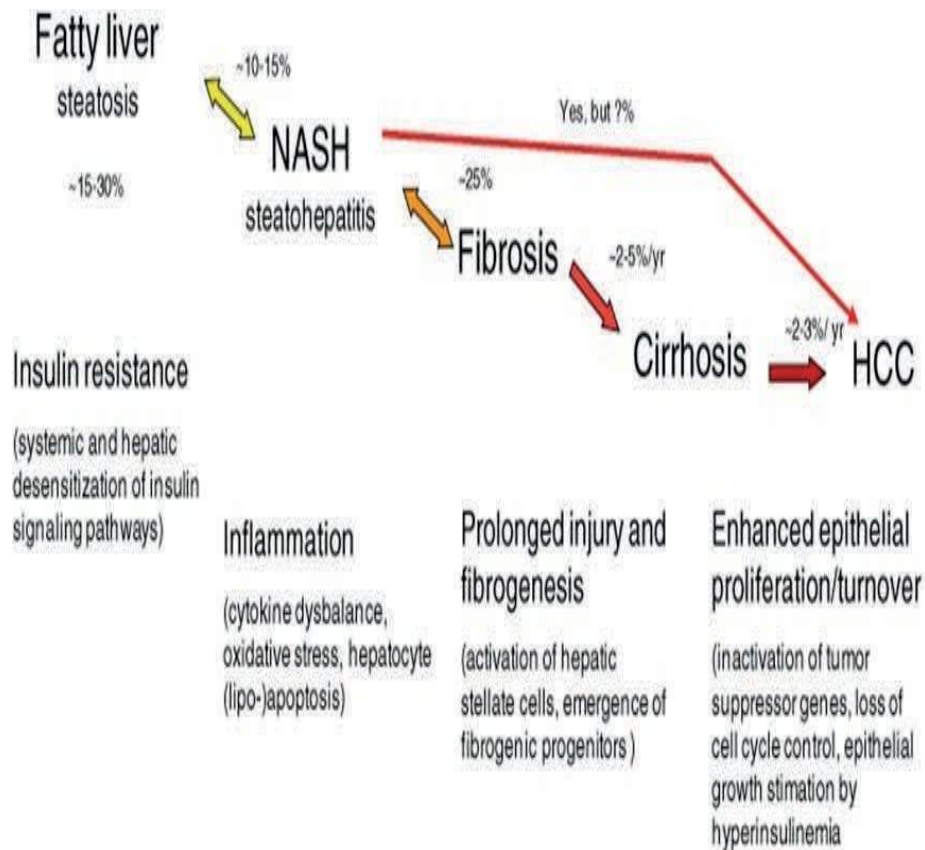 Fatty liver
steatosis
~15-30%
~10-15%
NASH
steatohepatitis
Yes, but ?%
~25%
Fibrosis
~2-5%/yr
Cirrhosis
~2-3%/ yr
HCC
Insulin resistance
(systemic and hepatic
desensitization of insulin
signaling pathways)
Inflammation
(cytokine dysbalance,
oxidative stress, hepatocyte
(lipo-)apoptosis)
Prolonged injury and
fibrogenesis
(activation of hepatic
stellate cells, emergence of
fibrogenic progenitors )
Enhanced epithelial
proliferation/turnover
(inactivation of tumor
suppressor genes, loss of
cell cycle control, epithelial
growth stimation by
hyperinsulinemia